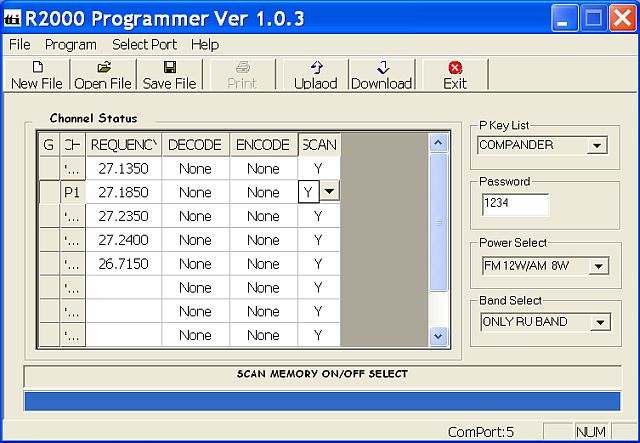 tti R2000 Programmer Ver 1.0.3
File Program Select Port Help
New File Open File Save File Print Uplaod Download Exit
Channel Status
G CH REQUENCY DECODE ENCODE SCAN
'... 27.1350 None None Y
P1 27.1850 None None Y
'... 27.2350 None None Y
'... 27.2400 None None Y
'... 26.7150 None None Y
'... None None Y
'... None None Y
'... None None Y
P Key List
COMPANDER
Password
1234
Power Select
FM 12W/AM 8W
Band Select
ONLY RU BAND
SCAN MEMORY ON/OFF SELECT
ComPort:5 NUM